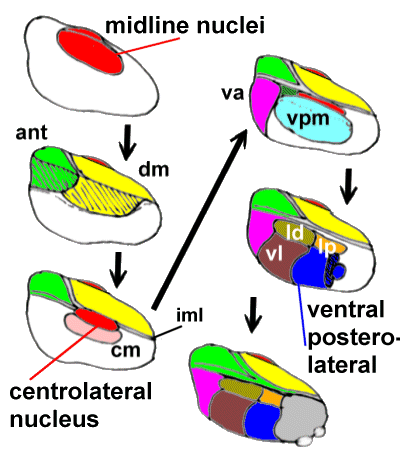 midline nuclei
ant
dm
iml
cm
centrolateral
nucleus
va
vpm
ld
lp
vl
ventral
postero-
lateral